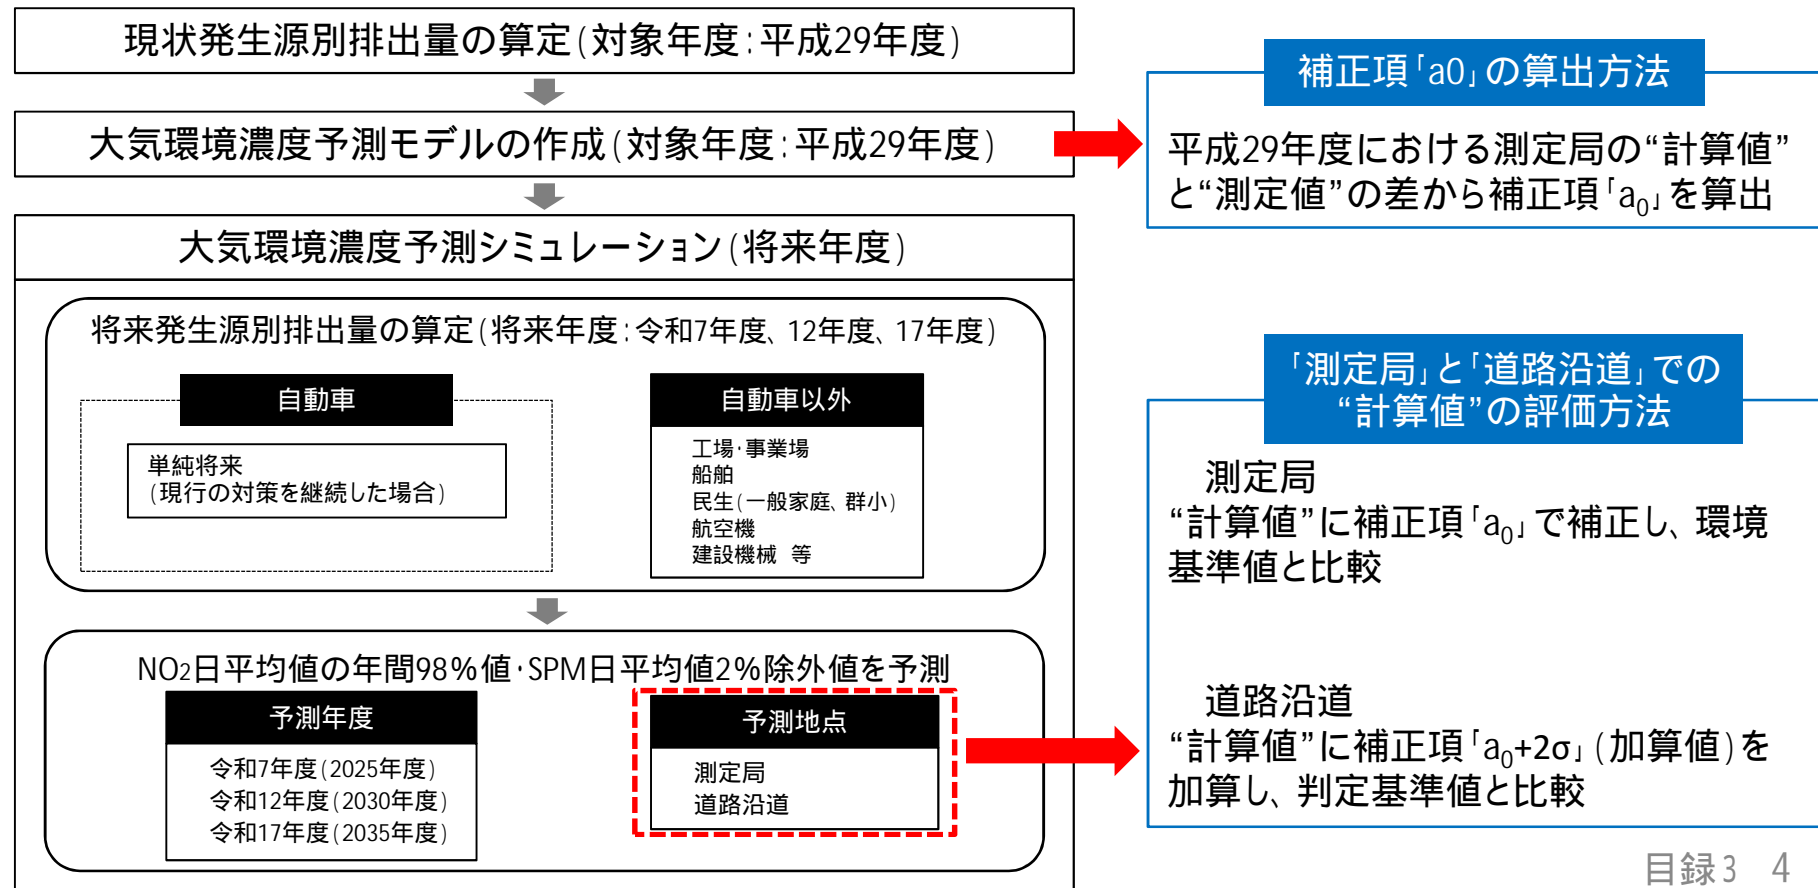 現状発生源別排出量の算定(対象年度:平成29年度)
大気環境濃度予測モデルの作成(対象年度:平成29年度)
大気環境濃度予測シミュレーション(将来年度)
将来発生源別排出量の算定(将来年度:令和7年度、12年度、17年度)
自動車
単純将来
(現行の対策を継続した場合)
自動車以外
工場・事業場
船舶
民生(一般家庭、群小)
航空機
建設機械 等
NO2日平均値の年間98%値・SPM日平均値2%除外値を予測
予測年度
令和7年度(2025年度)
令和12年度(2030年度)
令和17年度(2035年度)
予測地点
測定局
道路沿道
補正項「a0」の算出方法
平成29年度における測定局の“計算値”
と“測定値”の差から補正項「a0」を算出
「測定局」と「道路沿道」での
“計算値”の評価方法
測定局
“計算値”に補正項「a0」で補正し、環境
基準値と比較
道路沿道
“計算値”に補正項「a0+2σ」(加算値)を
加算し、判定基準値と比較
目録3 4